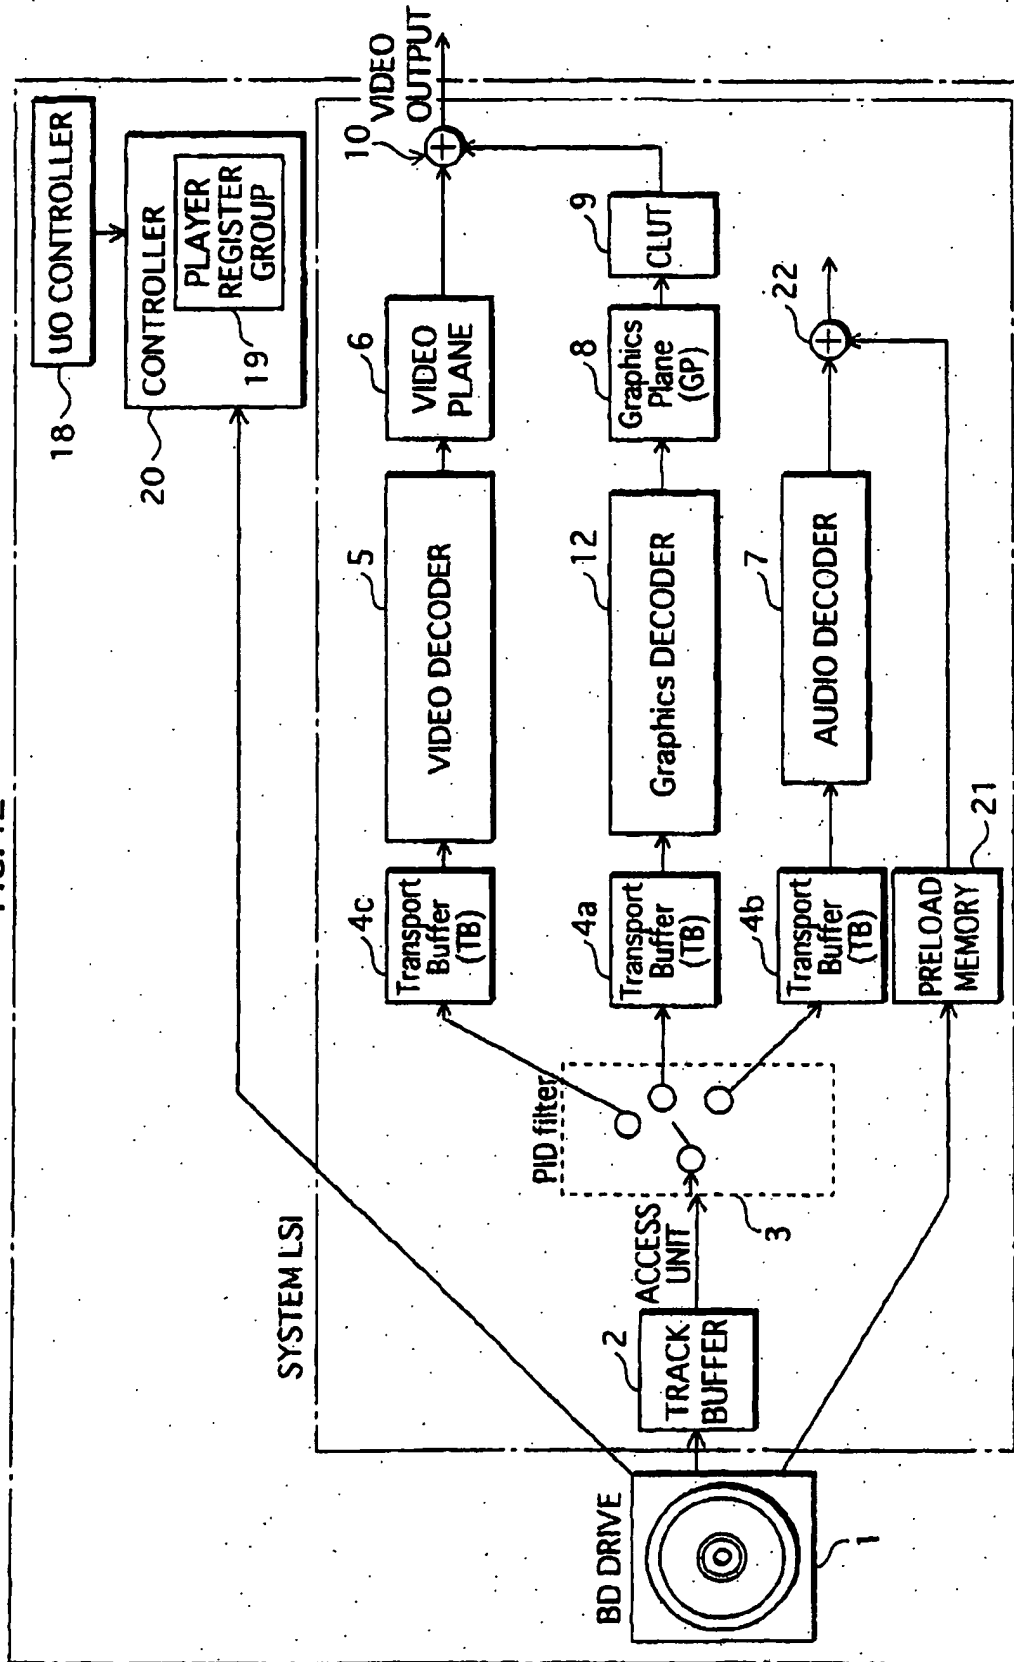 18
UO CONTROLLER
20
CONTROLLER
19
PLAYER
REGISTER
GROUP
SYSTEM LSI
BD DRIVE
1
2
TRACK
BUFFER
ACCESS
UNIT
PID filter
3
4c
Transport
Buffer
(TB)
5
VIDEO DECODER
6
VIDEO
PLANE
10
VIDEO
OUTPUT
4a
Transport
Buffer
(TB)
12
Graphics DECODER
8
Graphics
Plane
(GP)
9
CLUT
4b
Transport
Buffer
(TB)
7
AUDIO DECODER
22
PRELOAD
MEMORY
21